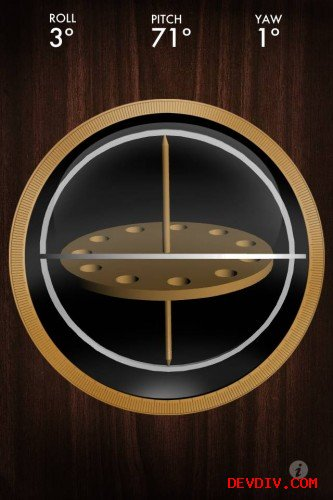 ROLL PITCH YAW
3° 71° 1°
i
DEVDIV.COM